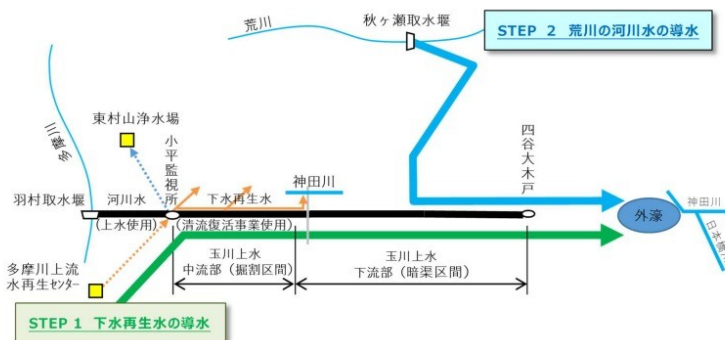 荒川
秋ヶ瀬取水堰
STEP 2 荒川の河川水の導水
東村山浄水場
多摩川
小平監視所
四谷大木戸
神田川
羽村取水堰
河川水
下水再生水
(上水使用)
(清流復活事業使用)
外濠
神田川
日本橋川
多摩川上流
水再生センター
玉川上水
中流部(掘割区間)
玉川上水
下流部(暗渠区間)
STEP 1 下水再生水の導水